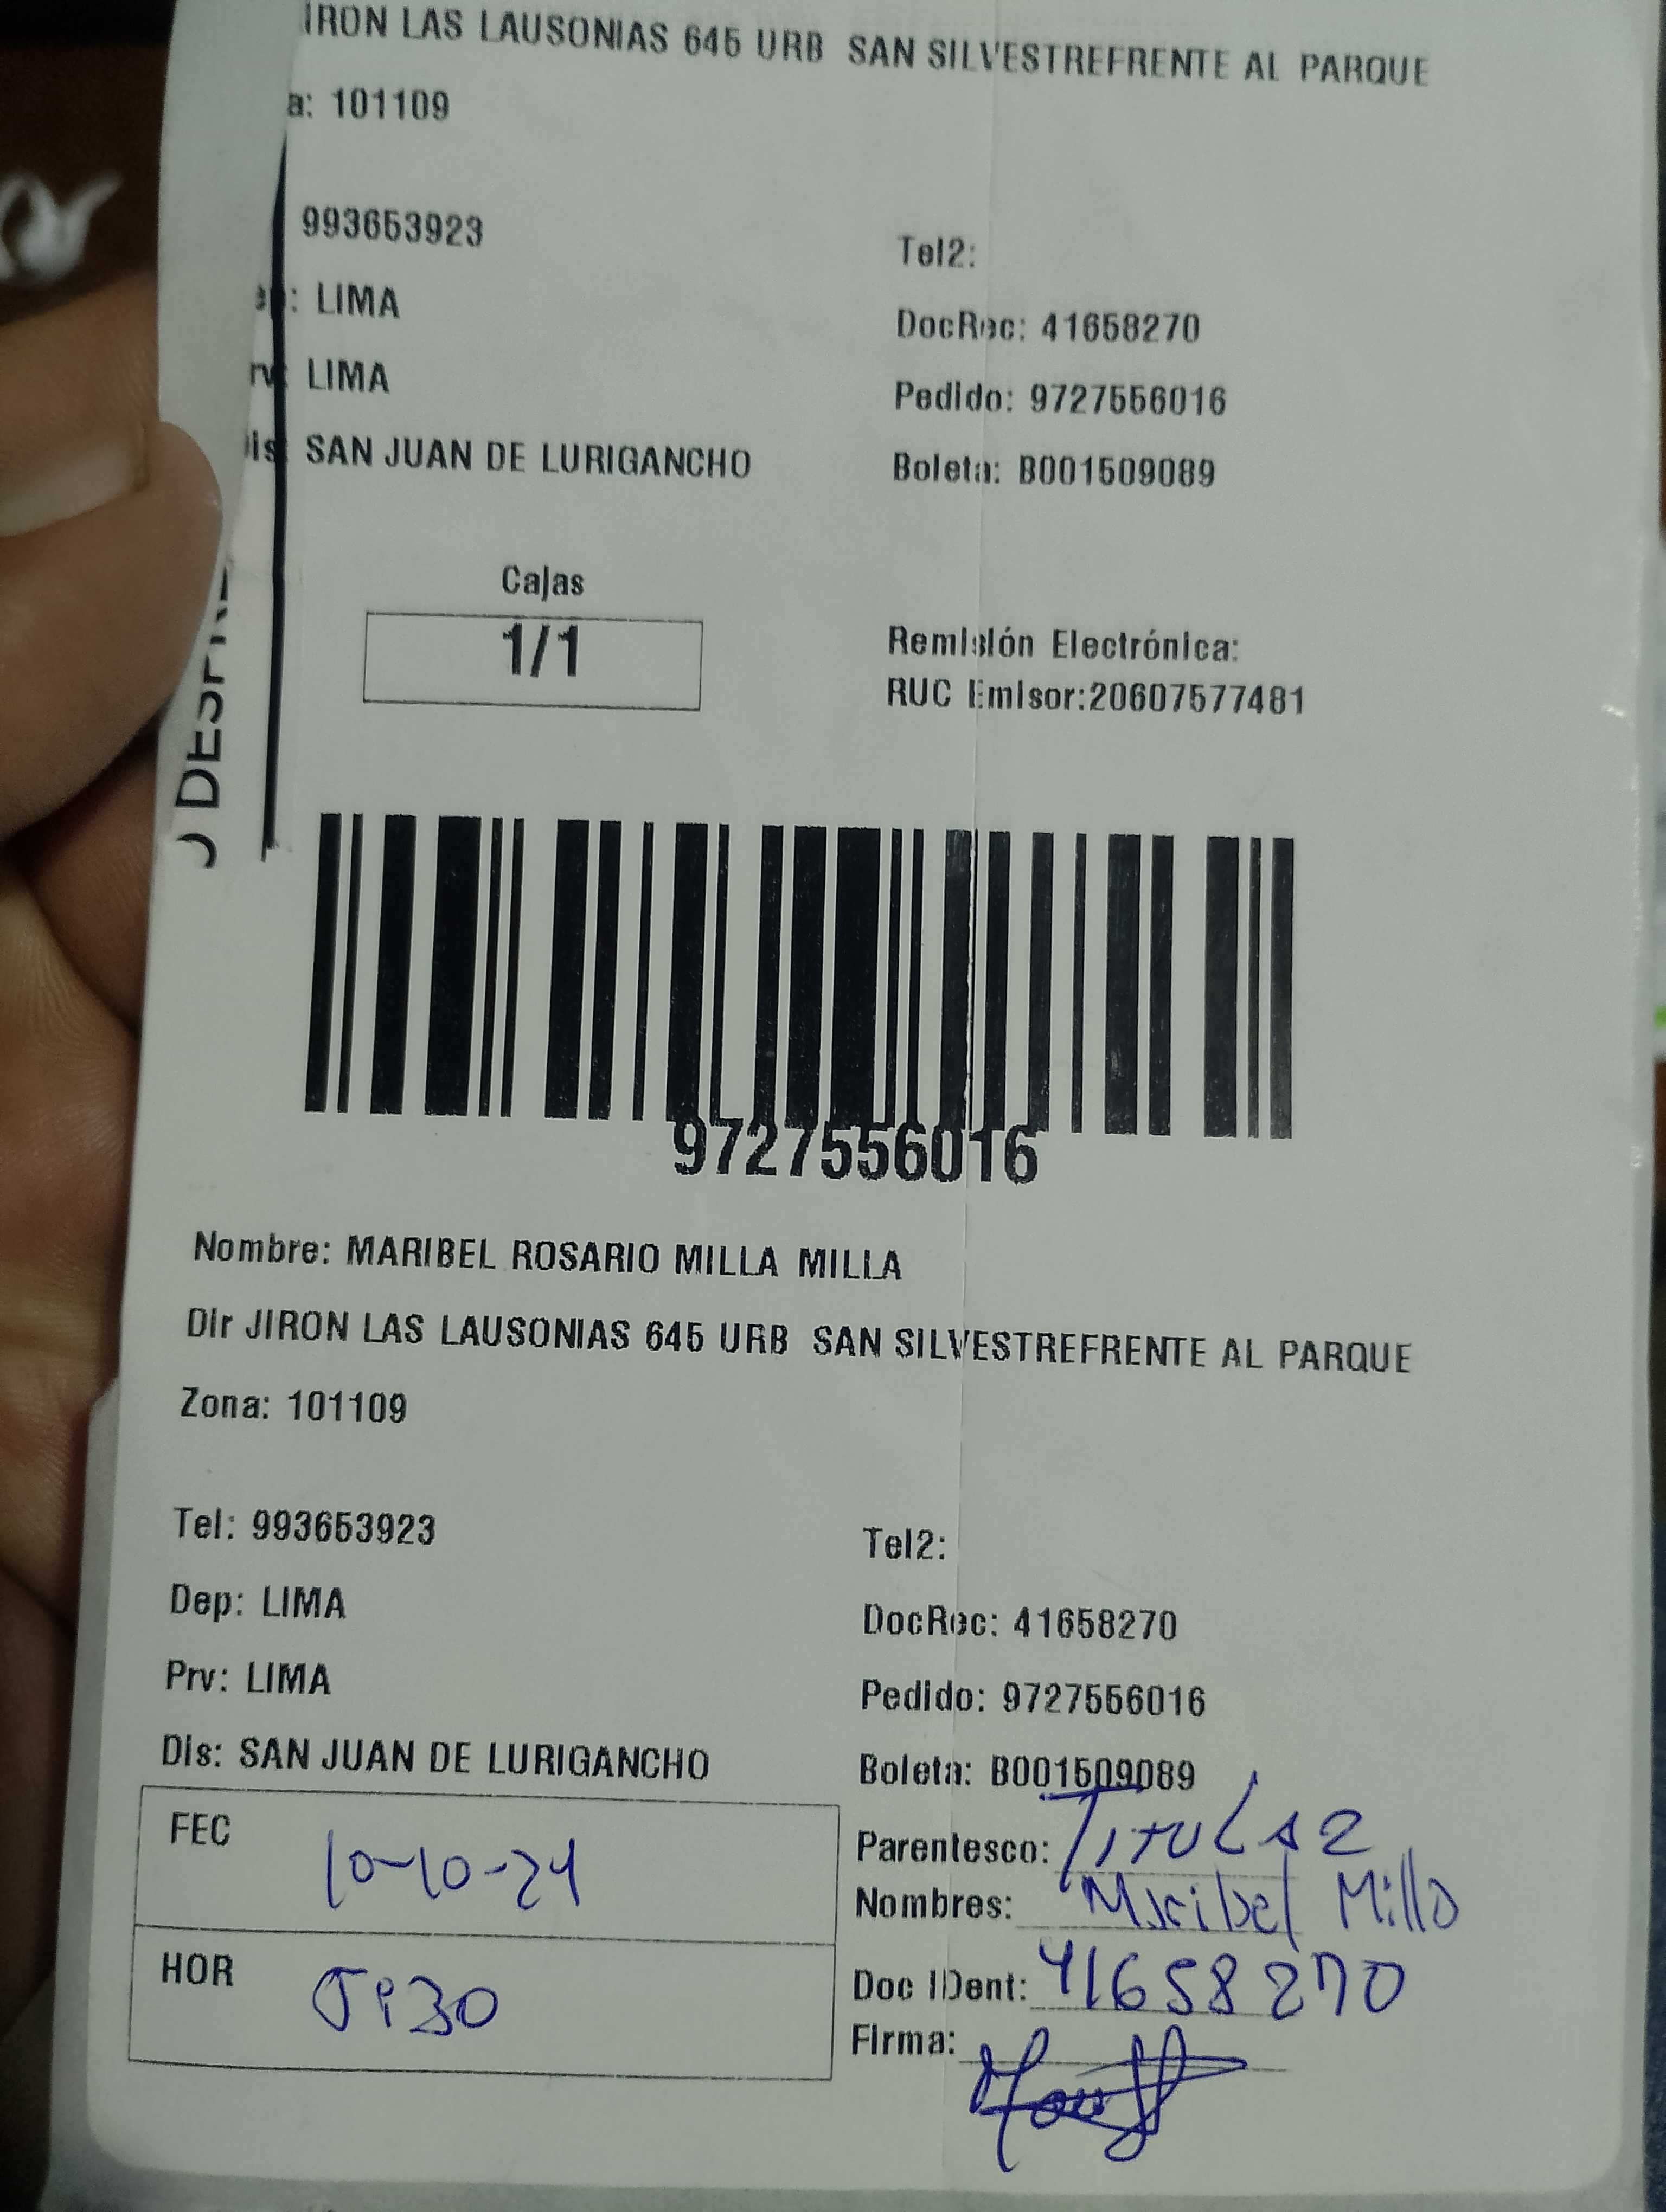 IRON LAS LAUSONIAS 645 URB SAN SILVESTREFRENTE AL PARQUE
a: 101109
993653923
Tel2:
: LIMA
DocRec: 41658270
LIMA
Pedido: 9727556016
SAN JUAN DE LURIGANCHO
Boleta: B001509089
Cajas
1/1
Remisión Electrónica:
RUC Emisor:20607577481
9727556016
Nombre: MARIBEL ROSARIO MILLA MILLA
Dir JIRON LAS LAUSONIAS 645 URB SAN SILVESTREFRENTE AL PARQUE
Zona: 101109
Tel: 993653923
Tel2:
Dep: LIMA
DocRec: 41658270
Prv: LIMA
Pedido: 9727556016
Dis: SAN JUAN DE LURIGANCHO
Boleta: B001509089
FEC 10-10-24
Parentesco: TITULAR
Nombres: Maribel Milla
HOR
Doc IDent: 41658270
Firma: